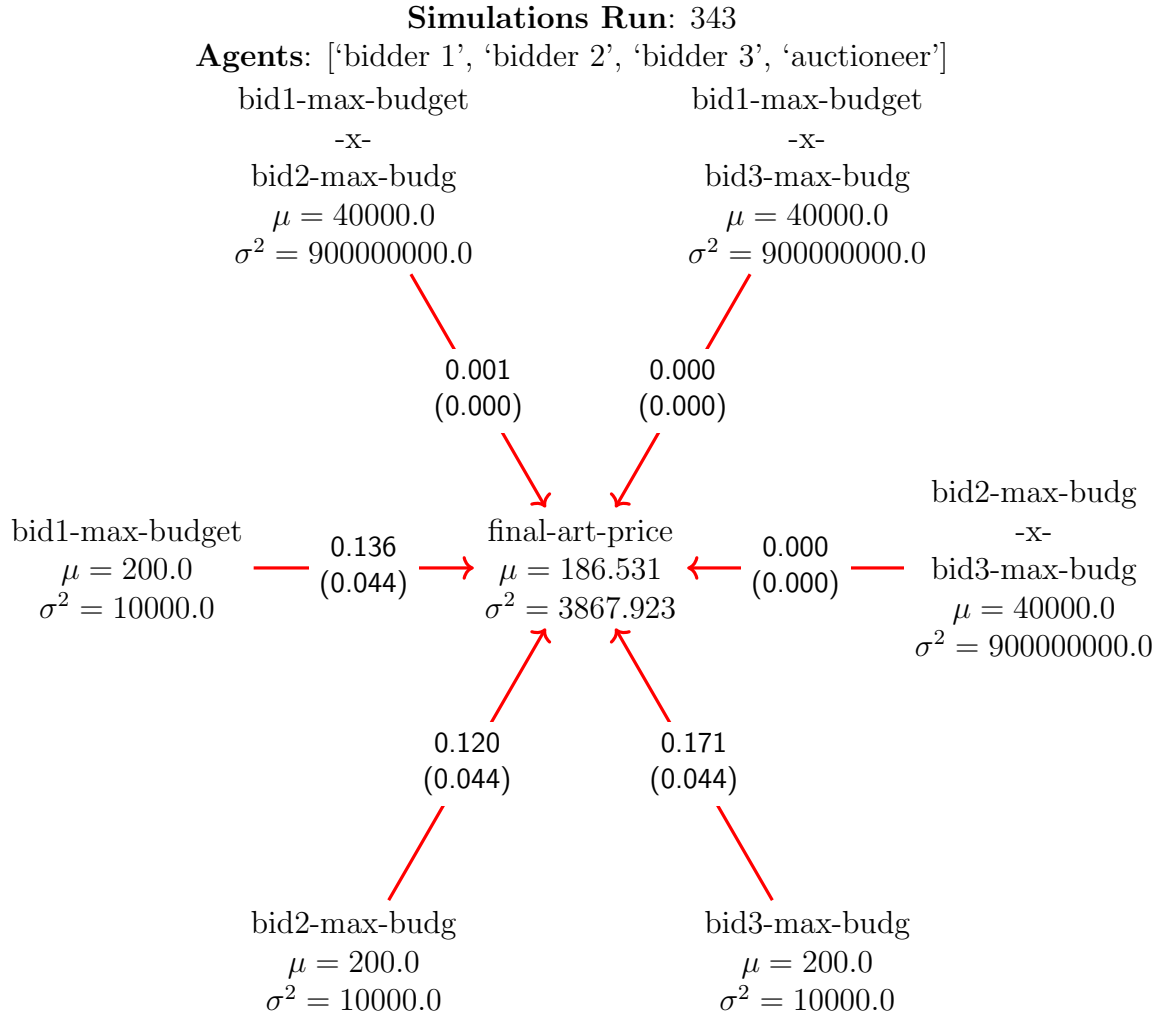 Simulations Run: 343
Agents: [‘bidder 1’, ‘bidder 2’, ‘bidder 3’, ‘auctioneer’]
bid1-max-budget
-x-
bid2-max-budg
μ = 40000.0
σ² = 900000000.0
bid1-max-budget
-x-
bid3-max-budg
μ = 40000.0
σ² = 900000000.0
0.001
(0.000)
0.000
(0.000)
bid1-max-budget
μ = 200.0
σ² = 10000.0
0.136
(0.044)
final-art-price
μ = 186.531
σ² = 3867.923
0.000
(0.000)
bid2-max-budg
-x-
bid3-max-budg
μ = 40000.0
σ² = 900000000.0
0.120
(0.044)
0.171
(0.044)
bid2-max-budg
μ = 200.0
σ² = 10000.0
bid3-max-budg
μ = 200.0
σ² = 10000.0